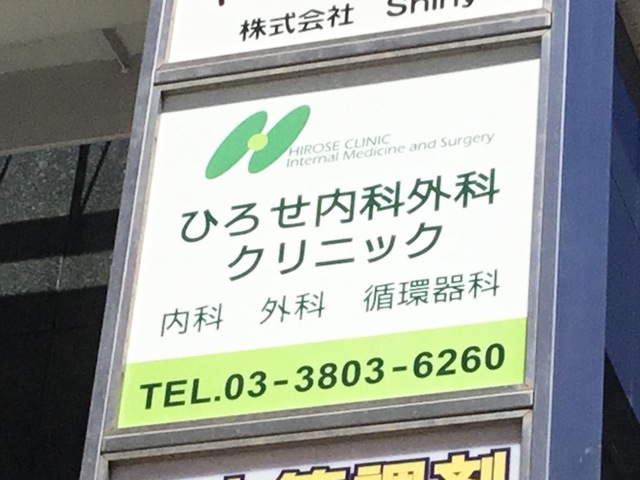 株式会社 Shiny
HIROSE CLINIC
Internal Medicine and Surgery
ひろせ内科外科
クリニック
内科 外科 循環器科
TEL.03-3803-6260